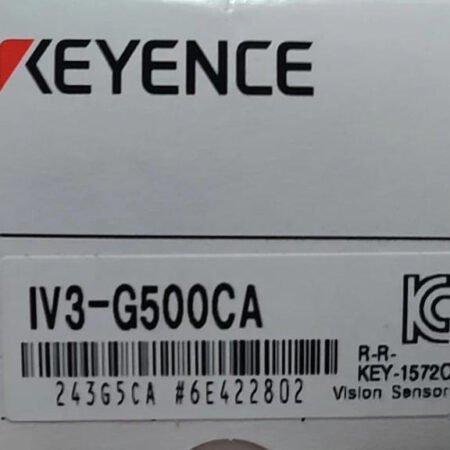 KEYENCE
IV3-G500CA
243G5CA #6E422802
R-R-
KEY-1572C
Vision Sensor